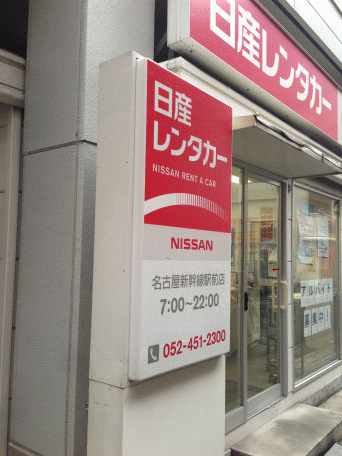 日産レンタカー
日産
レンタカー
NISSAN RENT A CAR
NISSAN
名古屋新幹線駅前店
7:00～22:00
052-451-2300
アルバイト
募集中!